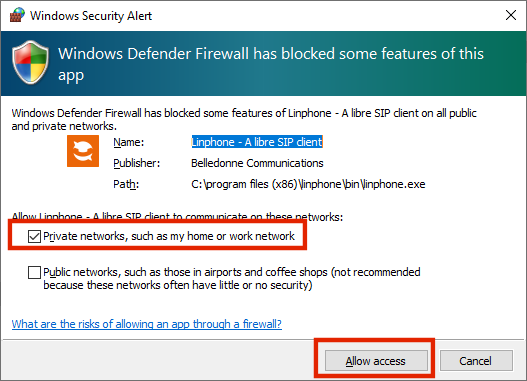 Windows Security Alert
Windows Defender Firewall has blocked some features of this
app
Windows Defender Firewall has blocked some features of Linphone - A libre SIP client on all public
and private networks.
Name: Linphone - A libre SIP client
Publisher: Belledonne Communications
Path: C:\program files (x86)\linphone\bin\linphone.exe
Allow Linphone - A libre SIP client to communicate on these networks:
Private networks, such as my home or work network
Public networks, such as those in airports and coffee shops (not recommended
because these networks often have little or no security)
What are the risks of allowing an app through a firewall?
Allow access Cancel